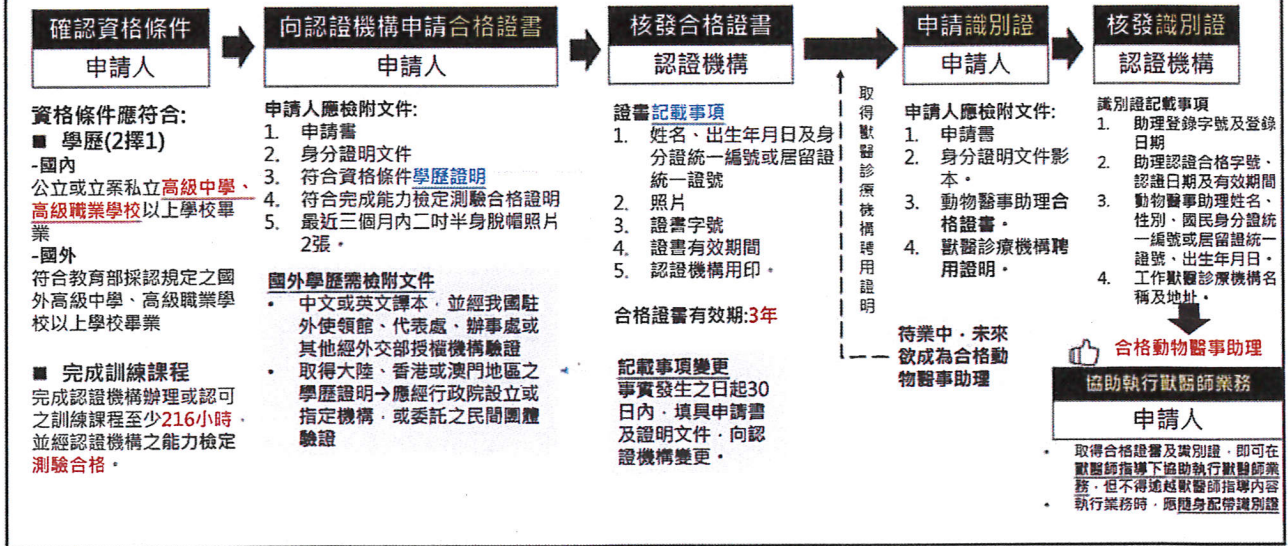 確認資格條件
申請人
資格條件應符合:
■ 學歷(2擇1)
-國內
公立或立案私立高級中學、
高級職業學校以上學校畢
業
-國外
符合教育部採認規定之國
外高級中學、高級職業學
校以上學校畢業
■ 完成訓練課程
完成認證機構辦理或認可
之訓練課程至少216小時，
並經認證機構之能力檢定
測驗合格。
向認證機構申請合格證書
申請人
申請人應檢附文件:
1. 申請書
2. 身分證明文件
3. 符合資格條件學歷證明
4. 符合完成能力檢定測驗合格證明
5. 最近三個月內二吋半身脫帽照片
2張。
國外學歷需檢附文件
• 中文或英文譯本，並經我國駐
外使領館、代表處、辦事處或
其他經外交部授權機構驗證
• 取得大陸、香港或澳門地區之
學歷證明→應經行政院設立或
指定機構，或委託之民間團體
驗證
核發合格證書
認證機構
證書記載事項
1. 姓名、出生年月日及身
分證統一編號或居留證
統一證號
2. 照片
3. 證書字號
4. 證書有效期間
5. 認證機構用印。
合格證書有效期:3年
記載事項變更
事實發生之日起30
日內，填具申請書
及證明文件，向認
證機構變更。
取得獸醫診療機構聘用證明
申請識別證
申請人
申請人應檢附文件:
1. 申請書
2. 身分證明文件影
本。
3. 動物醫事助理合
格證書。
4. 獸醫診療機構聘
用證明。
待業中，未來
欲成為合格動
物醫事助理
核發識別證
認證機構
識別證記載事項
1. 助理登錄字號及登錄
日期
2. 助理認證合格字號、
認證日期及有效期間
3. 動物醫事助理姓名、
性別、國民身分證統
一編號或居留證統一
證號、出生年月日。
4. 工作獸醫診療機構名
稱及地址。
合格動物醫事助理
協助執行獸醫師業務
申請人
• 取得合格證書及識別證，即可在
獸醫師指導下協助執行獸醫師業
務，但不得逾越獸醫師指導內容
• 執行業務時，應隨身配帶識別證